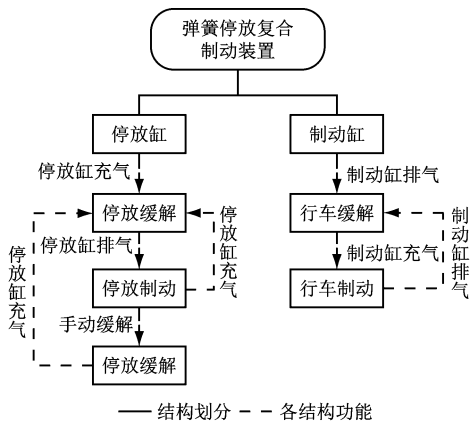 弹簧停放复合
制动装置
停放缸
制动缸
停放缸充气
制动缸排气
停放缓解
行车缓解
停放缸充气
制动缸排气
停放缸排气
制动缸充气
停放缸充气
停放制动
行车制动
手动缓解
停放缓解
结构划分
各结构功能